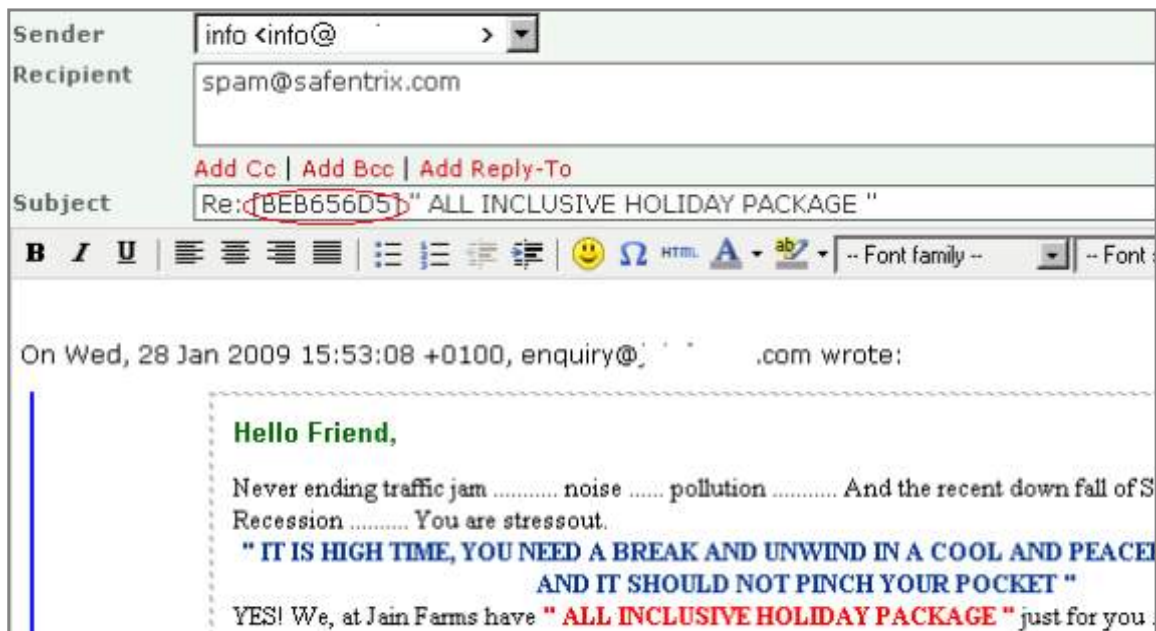 Sender info <info@ >
Recipient spam@safentrix.com
Add Cc | Add Bcc | Add Reply-To
Subject Re: [BEB656D5] " ALL INCLUSIVE HOLIDAY PACKAGE "
B I U HTML A ab -- Font family -- -- Font
On Wed, 28 Jan 2009 15:53:08 +0100, enquiry@ .com wrote:
Hello Friend,
Never ending traffic jam ........... noise ...... pollution ........... And the recent down fall of S
Recession .......... You are stressout.
" IT IS HIGH TIME, YOU NEED A BREAK AND UNWIND IN A COOL AND
AND IT SHOULD NOT PINCH YOUR POCKET "
YES! We, at Jain Farms have " ALL INCLUSIVE HOLIDAY PACKAGE " just for you .